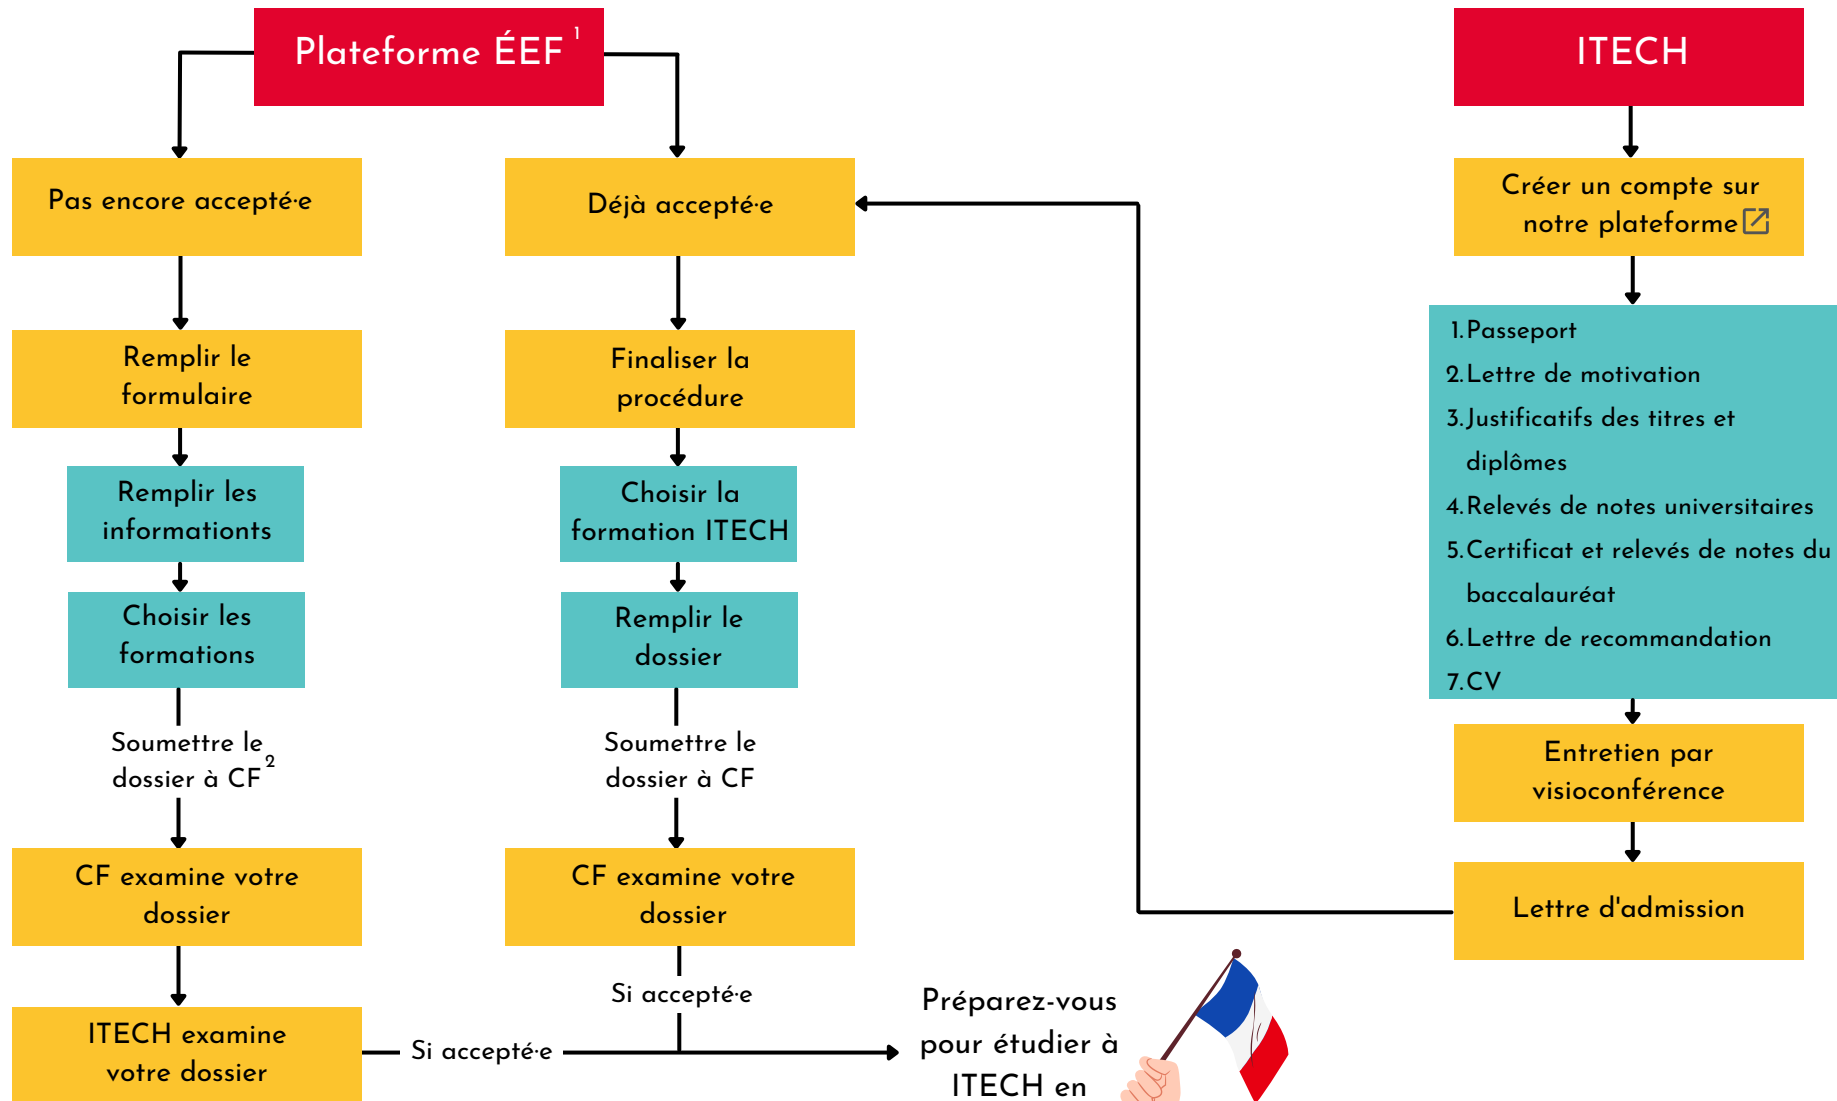 Plateforme ÉEF 1
Pas encore accepté·e
Remplir le
formulaire
Remplir les
informationts
Choisir les
formations
Soumettre le
dossier à CF 2
CF examine votre
dossier
ITECH examine
votre dossier
Si accepté·e
Déjà accepté·e
Finaliser la
procédure
Choisir la
formation ITECH
Remplir le
dossier
Soumettre le
dossier à CF
CF examine votre
dossier
Si accepté·e
Préparez-vous
pour étudier à
ITECH en
ITECH
Créer un compte sur
notre plateforme
1.Passeport
2.Lettre de motivation
3.Justificatifs des titres et
diplômes
4.Relevés de notes universitaires
5.Certificat et relevés de notes du
baccalauréat
6.Lettre de recommandation
7.CV
Entretien par
visioconférence
Lettre d'admission